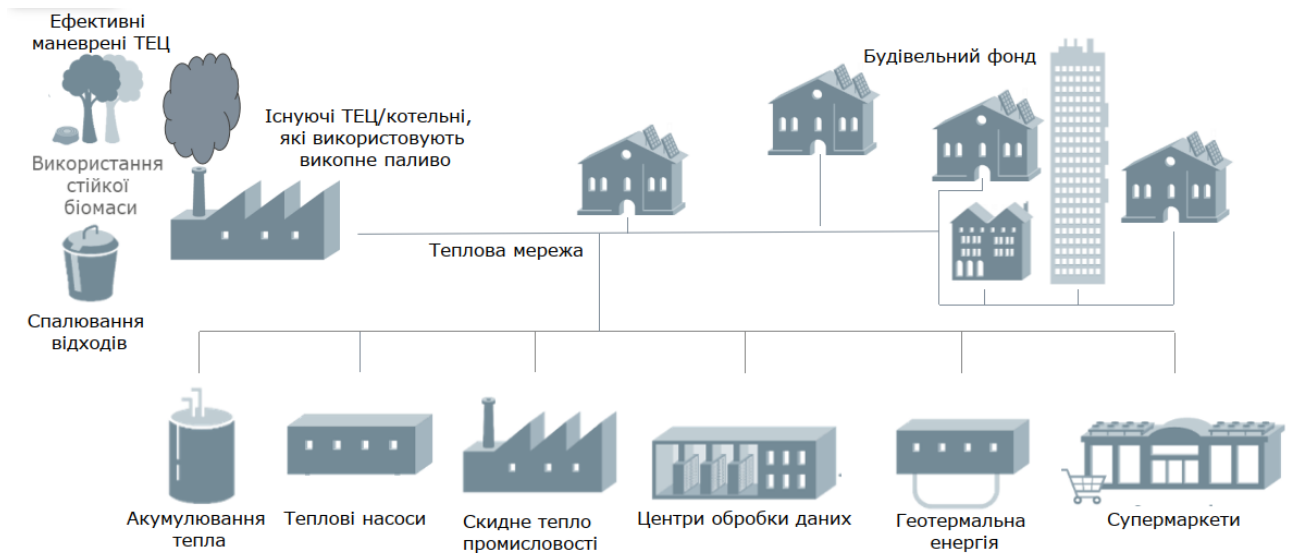 Ефективні
маневрені ТЕЦ
Існуючі ТЕЦ/котельні,
які використовують
викопне паливо
Використання
стійкої
біомаси
Спалювання
відходів
Будівельний фонд
Теплова мережа
Акумулювання
тепла
Теплові насоси
Скидне тепло
промисловості
Центри обробки даних
Геотермальна
енергія
Супермаркети